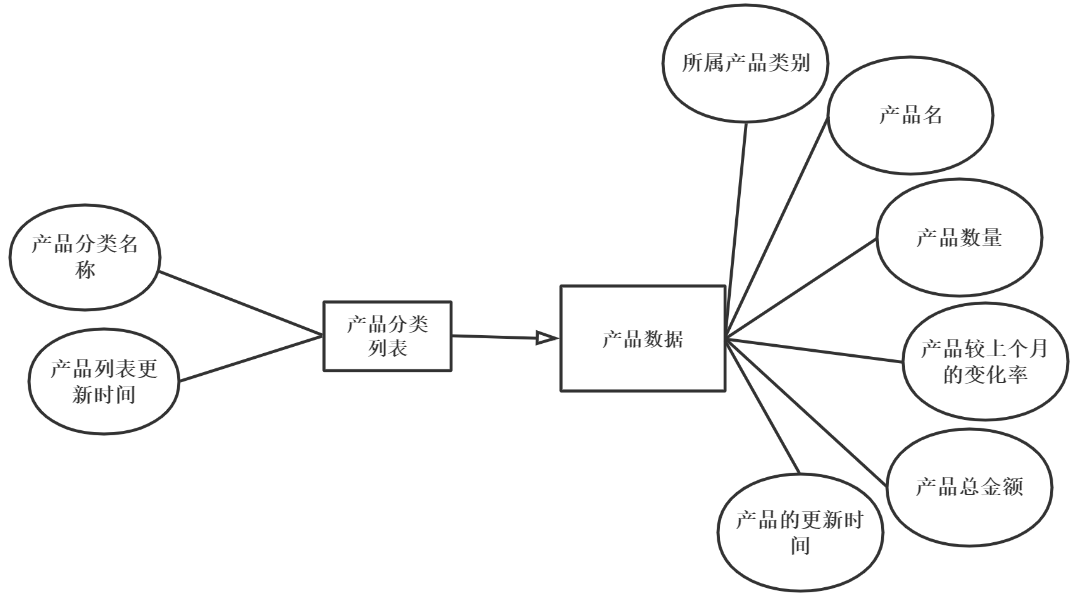 所属产品类别
产品名
产品分类名
称
产品数量
产品分类
列表
产品数据
产品较上个月
的变化率
产品列表更
新时间
产品总金额
产品的更新时
间